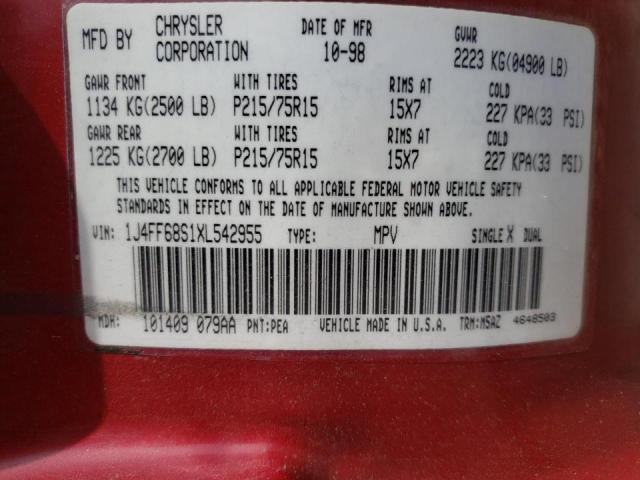 MFD BY CHRYSLER CORPORATION DATE OF MFR 10-98 GVWR 2223 KG(04900 LB)
GAWR FRONT WITH TIRES RIMS AT COLD
1134 KG(2500 LB) P215/75R15 15X7 227 KPA(33 PSI)
GAWR REAR WITH TIRES RIMS AT COLD
1225 KG(2700 LB) P215/75R15 15X7 227 KPA(33 PSI)
THIS VEHICLE CONFORMS TO ALL APPLICABLE FEDERAL MOTOR VEHICLE SAFETY
STANDARDS IN EFFECT ON THE DATE OF MANUFACTURE SHOWN ABOVE.
VIN: 1J4FF68S1XL542955 TYPE: MPV SINGLE X DUAL
MDH: 101409 079AA PNT:PEA VEHICLE MADE IN U.S.A. TRM:M5AZ 4648503